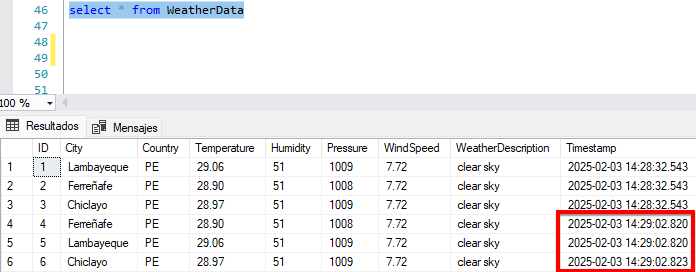 46 select * from WeatherData
47
48
49
50
51
100 %
Resultados Mensajes
ID City Country Temperature Humidity Pressure WindSpeed WeatherDescription Timestamp
1 1 Lambayeque PE 29.06 51 1009 7.72 clear sky 2025-02-03 14:28:32.543
2 2 Ferreñafe PE 28.90 51 1008 7.72 clear sky 2025-02-03 14:28:32.543
3 3 Chiclayo PE 28.97 51 1009 7.72 clear sky 2025-02-03 14:28:32.543
4 4 Ferreñafe PE 28.90 51 1008 7.72 clear sky 2025-02-03 14:29:02.820
5 5 Lambayeque PE 29.06 51 1009 7.72 clear sky 2025-02-03 14:29:02.820
6 6 Chiclayo PE 28.97 51 1009 7.72 clear sky 2025-02-03 14:29:02.823